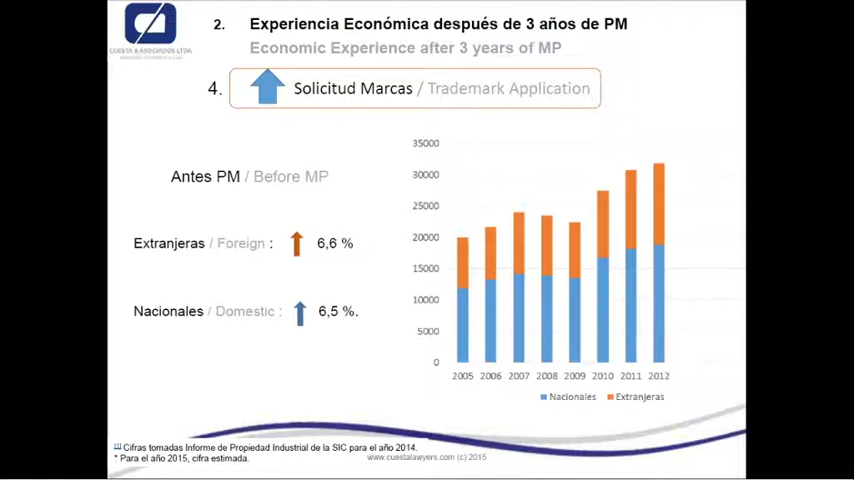 CUESTA & ASOCIADOS LTDA
2. Experiencia Económica después de 3 años de PM
Economic Experience after 3 years of MP
4. Solicitud Marcas / Trademark Application
Antes PM / Before MP
Extranjeras / Foreign : 6,6 %
Nacionales / Domestic : 6,5 %.
35000
30000
25000
20000
15000
10000
5000
0
2005 2006 2007 2008 2009 2010 2011 2012
Nacionales Extranjeras
Cifras tomadas Informe de Propiedad Industrial de la SIC para el año 2014.
* Para el año 2015, cifra estimada.
www.cuestalawyers.com (c) 2015